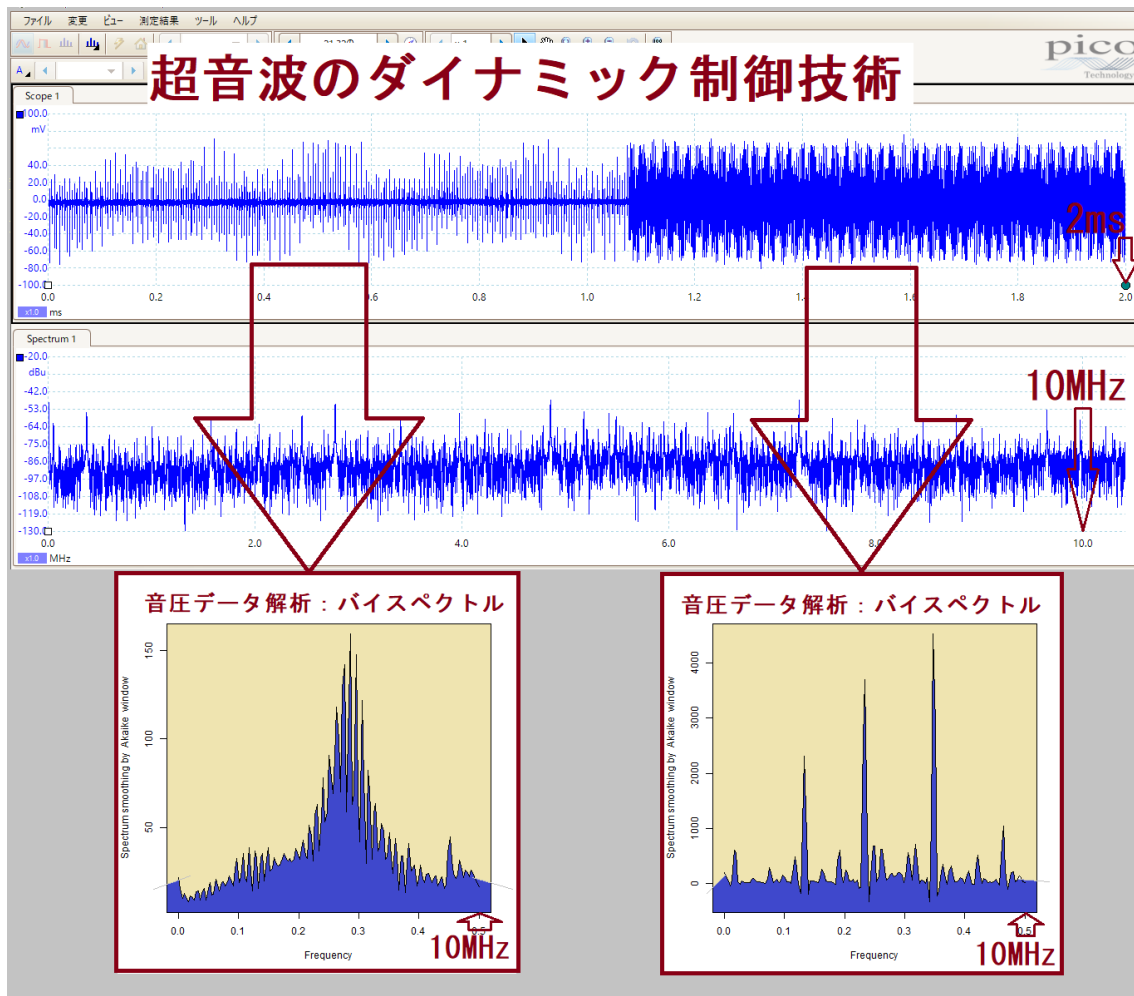 ファイル 変更 ビュー 測定結果 ツール ヘルプ
超音波のダイナミック制御技術
pico
Technology
A
Scope 1
100.0
mV
40.0
20.0
0.0
-20.0
-40.0
-60.0
-80.0
-100.0
2ms
0.0 0.2 0.4 0.6 0.8 1.0 1.2 1.4 1.6 1.8 2.0
x1.0 ms
Spectrum 1
-20.0
dBu
-42.0
-53.0
-64.0
-75.0
-86.0
-97.0
-108.0
-119.0
-130.0
10MHz
0.0 2.0 4.0 6.0 8.0 10.0
x1.0 MHz
音圧データ解析：バイスペクトル
Spectrum smoothing by Akaike window
150
100
50
0.0 0.1 0.2 0.3 0.4 0.5
Frequency
10MHz
音圧データ解析：バイスペクトル
Spectrum smoothing by Akaike window
4000
3000
2000
1000
0
0.0 0.1 0.2 0.3 0.4 0.5
Frequency
10MHz